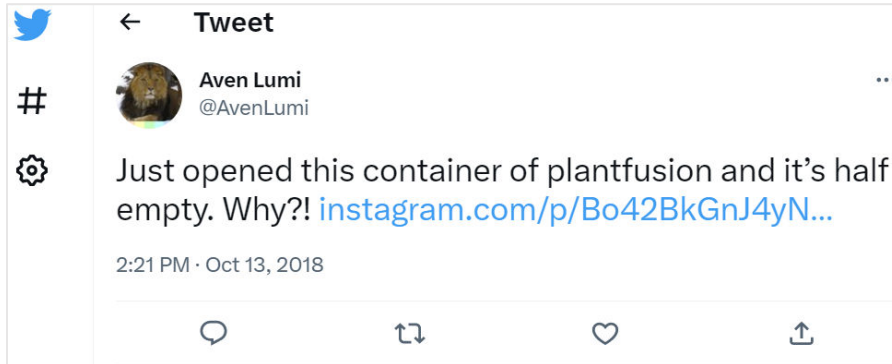 Tweet
Aven Lumi
@AvenLumi
Just opened this container of plantfusion and it’s half
empty. Why?! instagram.com/p/Bo42BkGnJ4yN...
2:21 PM · Oct 13, 2018